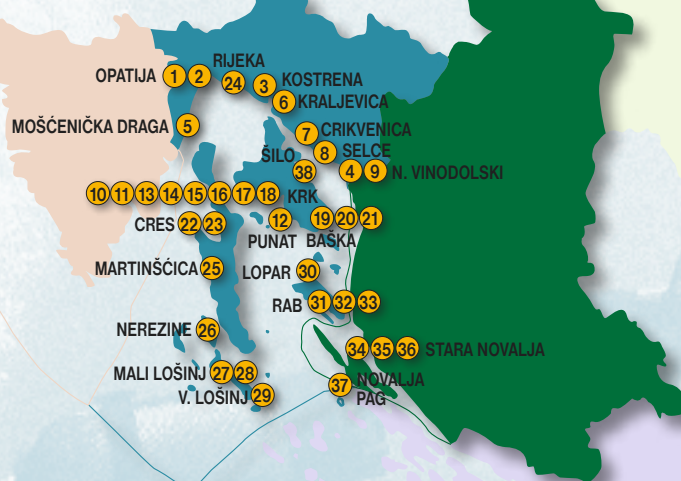 RIJEKA
OPATIJA 1 2 24 3 KOSTRENA
6 KRALJEVICA
MOŠĆENIČKA DRAGA 5
7 CRIKVENICA
8 SELCE
ŠILO
38
4 9 N. VINODOLSKI
10 11 13 14 15 16 17 18 KRK
CRES 22 23
12
PUNAT
19 20 21
BAŠKA
MARTINŠĆICA 25
LOPAR 30
RAB 31 32 33
NEREZINE 26
34 35 36 STARA NOVALJA
MALI LOŠINJ 27 28
V. LOŠINJ 29
37 NOVALJA
PAG